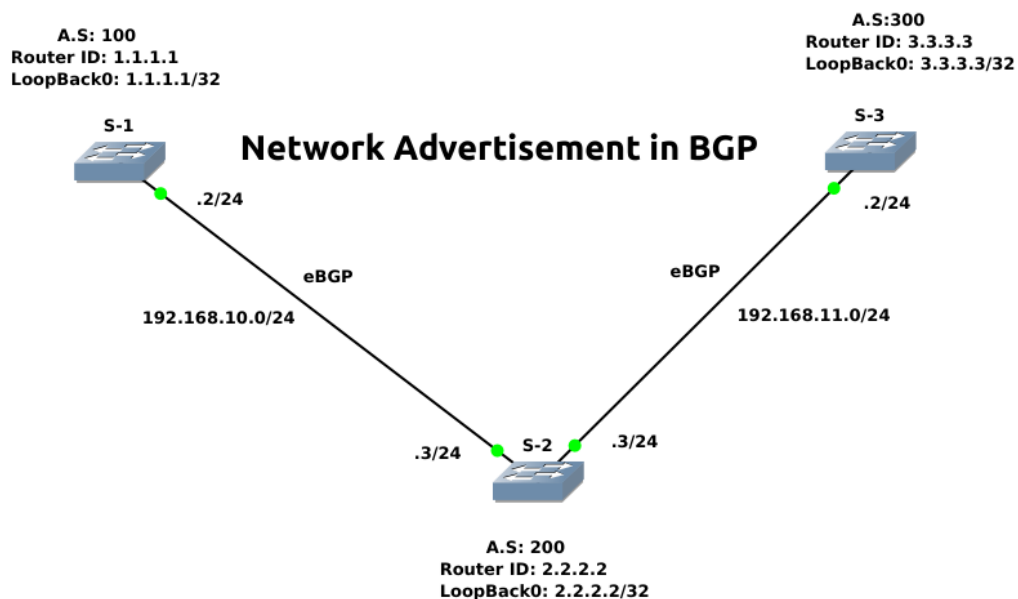 A.S: 100
Router ID: 1.1.1.1
LoopBack0: 1.1.1.1/32
A.S:300
Router ID: 3.3.3.3
LoopBack0: 3.3.3.3/32
S-1
S-3
Network Advertisement in BGP
.2/24
.2/24
eBGP
eBGP
192.168.10.0/24
192.168.11.0/24
.3/24
S-2
.3/24
A.S: 200
Router ID: 2.2.2.2
LoopBack0: 2.2.2.2/32